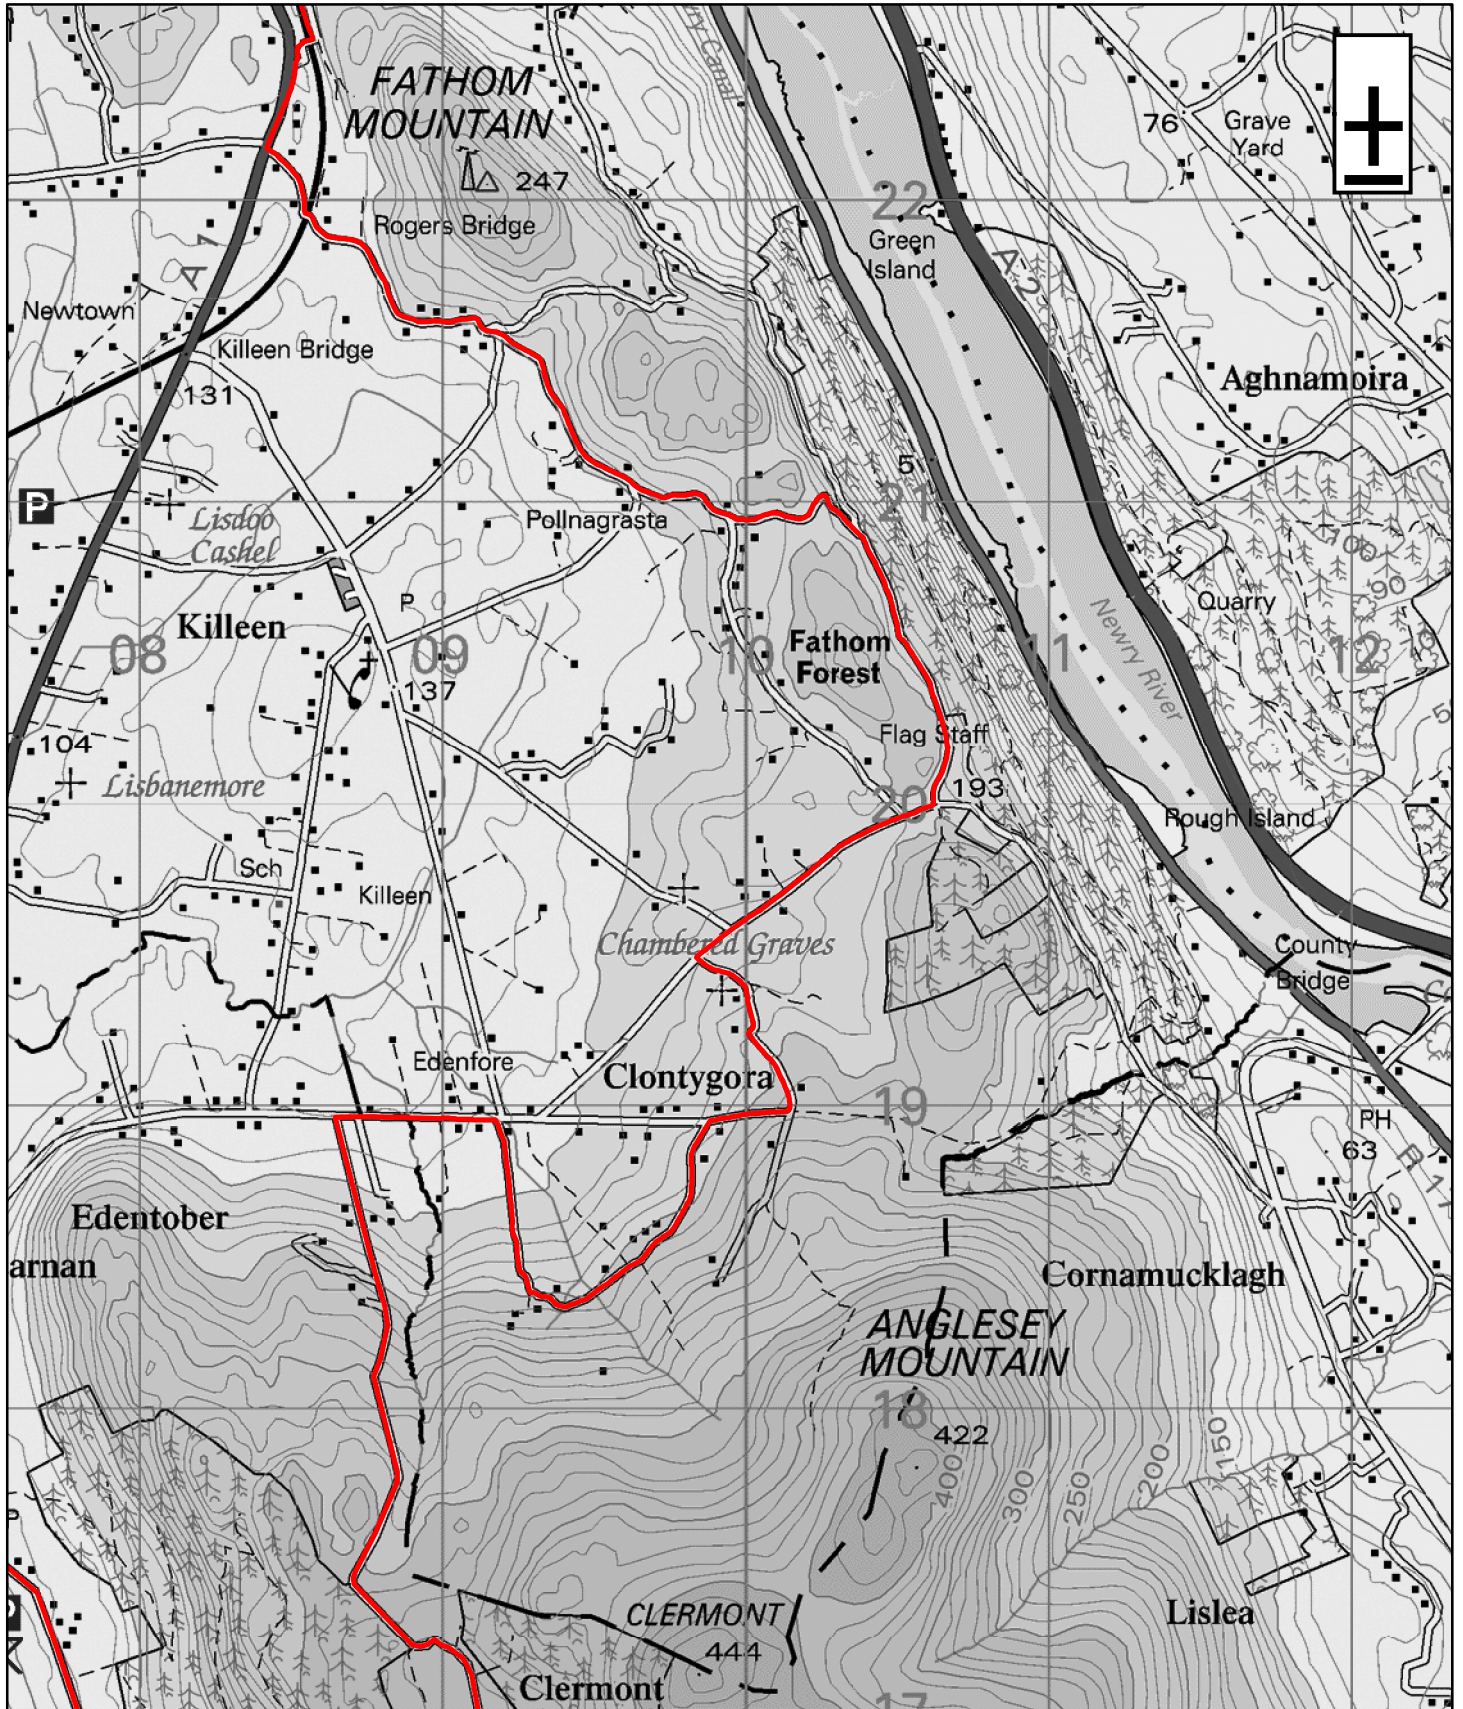 FATHOM
MOUNTAIN
247
Rogers Bridge
76
Grave
Yard
22
Green
Island
A 1
A 2
Newtown
Killeen Bridge
131
Aghnamoira
5
21
P
Lisdoo
Cashel
Pollnagrasta
100
90
Quarry
P
Killeen
08
09
10
Fathom
Forest
11
Newry River
12
137
104
Flag Staff
Lisbanemore
193
20
Rough Island
Sch
Killeen
Chambered Graves
County
Bridge
Edenfore
Clontygora
19
PH
63
Edentober
arnan
Cornamucklagh
ANGLESEY
MOUNTAIN
18
422
400
300
250
200
150
CLERMONT
444
Lislea
Clermont
17